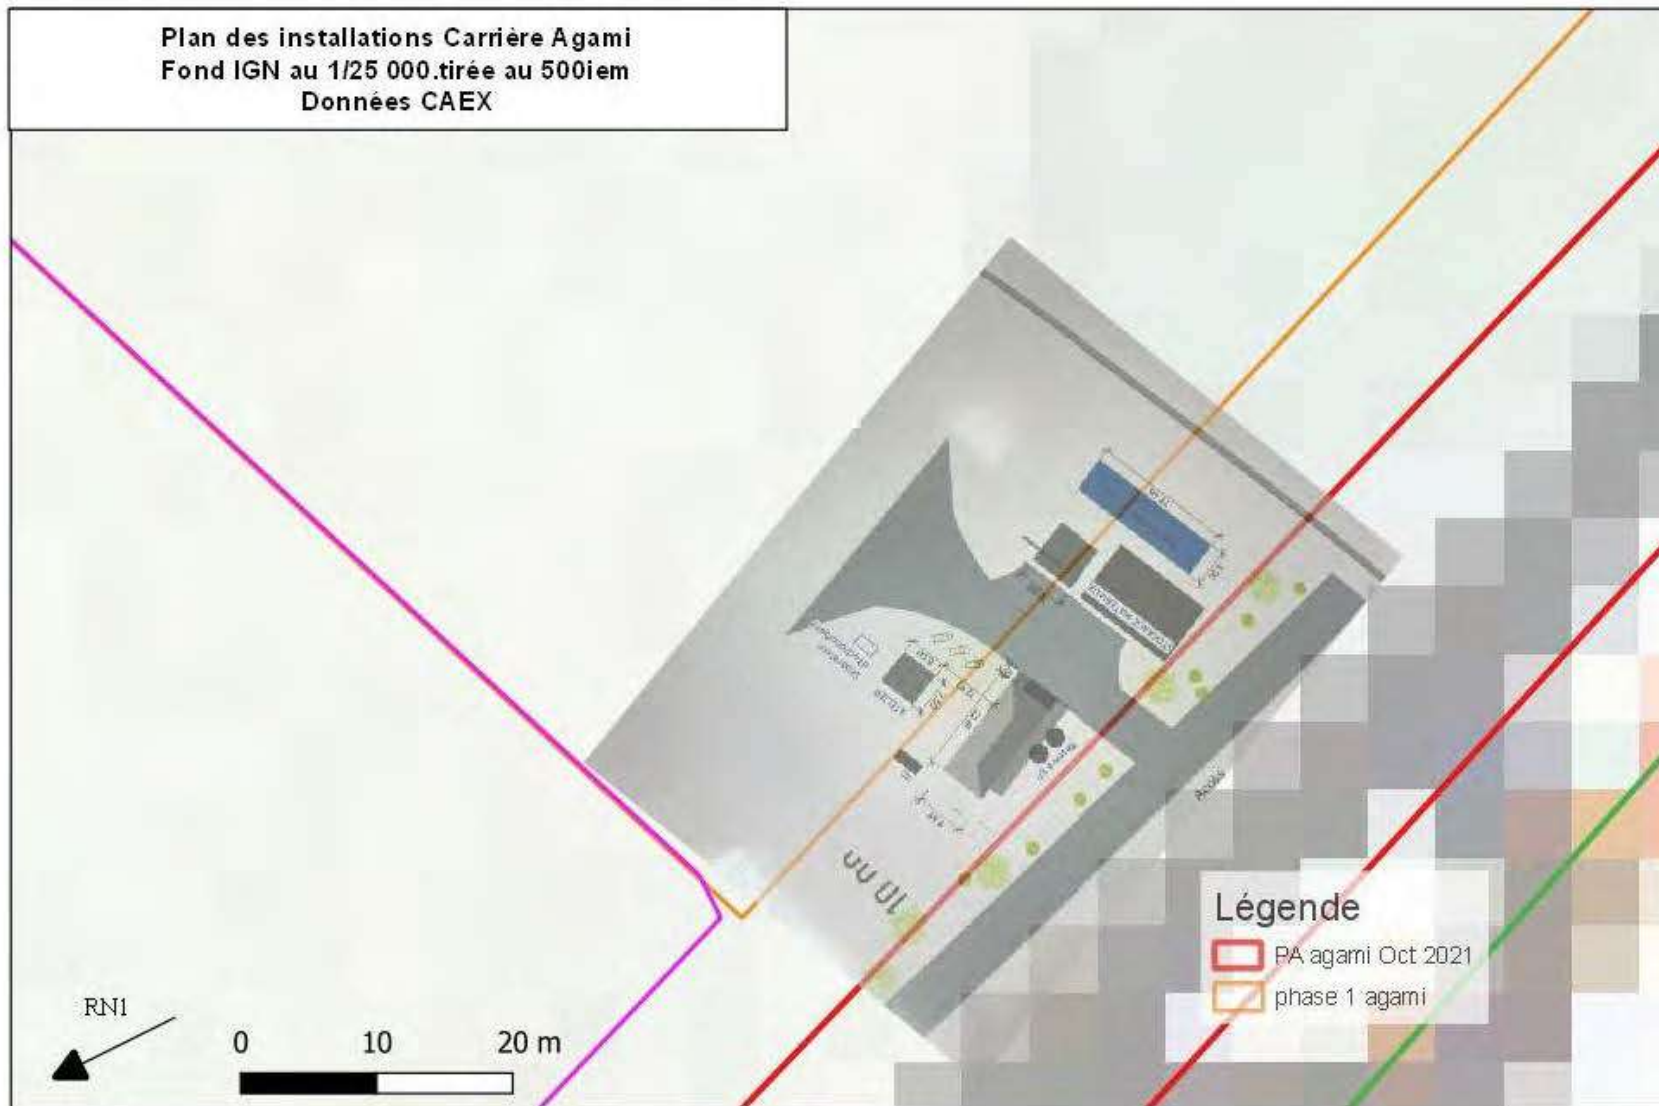 Plan des installations Carrière Agami
Fond IGN au 1/25 000.tirée au 500iem
Données CAEX
Accès
Légende
PA agami Oct 2021
phase 1 agami
RN1
0 10 20 m